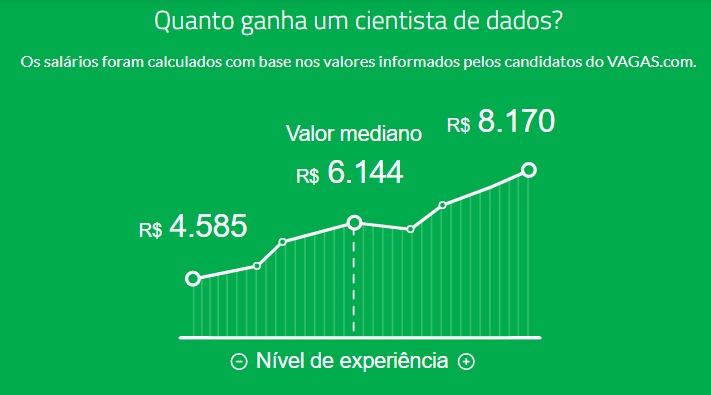 Quanto ganha um cientista de dados?
Os salários foram calculados com base nos valores informados pelos candidatos do VAGAS.com.
R$ 8.170
Valor mediano
R$ 6.144
R$ 4.585
Nível de experiência